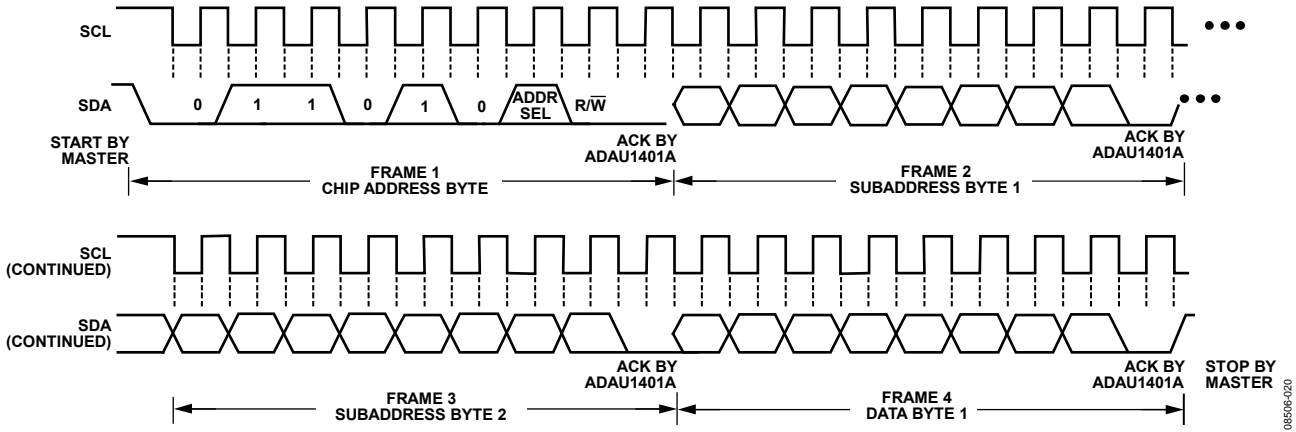 SCL
SDA
0 1 1 0 1 0 ADDR SEL R/W̅
START BY MASTER
ACK BY ADAU1401A
ACK BY ADAU1401A
FRAME 1
CHIP ADDRESS BYTE
FRAME 2
SUBADDRESS BYTE 1
SCL
(CONTINUED)
SDA
(CONTINUED)
ACK BY ADAU1401A
ACK BY ADAU1401A
STOP BY MASTER
FRAME 3
SUBADDRESS BYTE 2
FRAME 4
DATA BYTE 1
08506-020